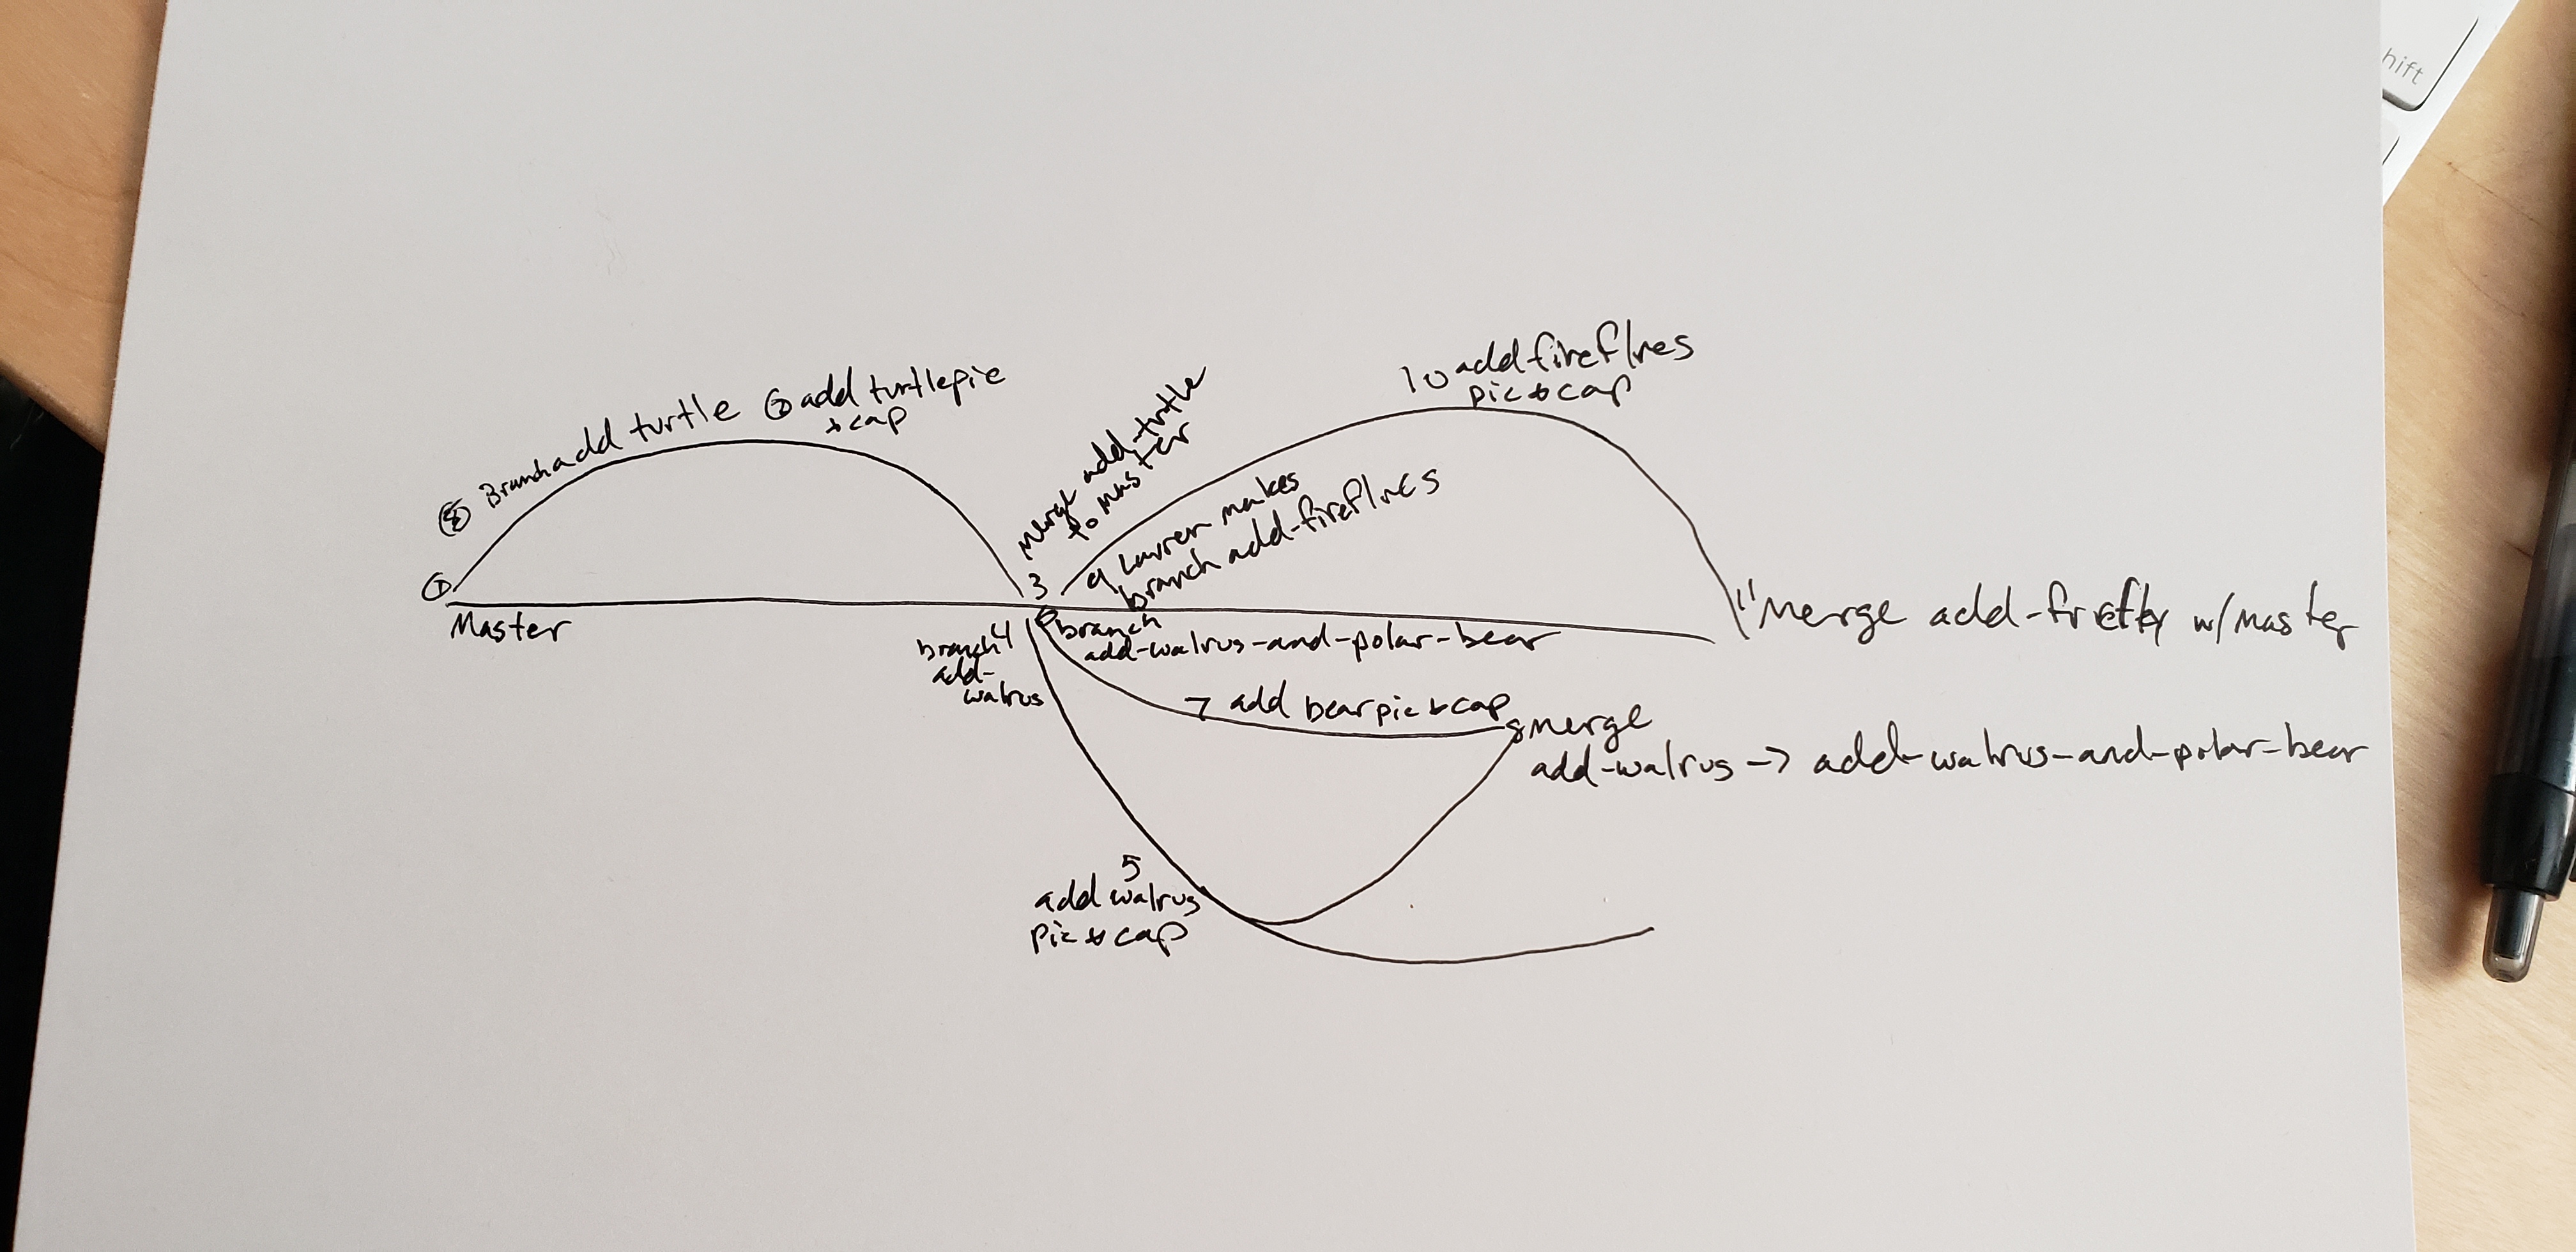 ① Branch add turtle ② add turtle pic
+ cap
①
Master
3 Merge add-turtle
to master
branch 4
add-
walrus
5
add walrus
pic + cap
6 branch
add-walrus-and-polar-bear
7 add bear pic + cap
8 merge
add-walrus -> add-walrus-and-polar-bear
9 Lauren makes
branch add-fireflies
10 add fireflies
pic + cap
11 merge add-firefly w/master
hift